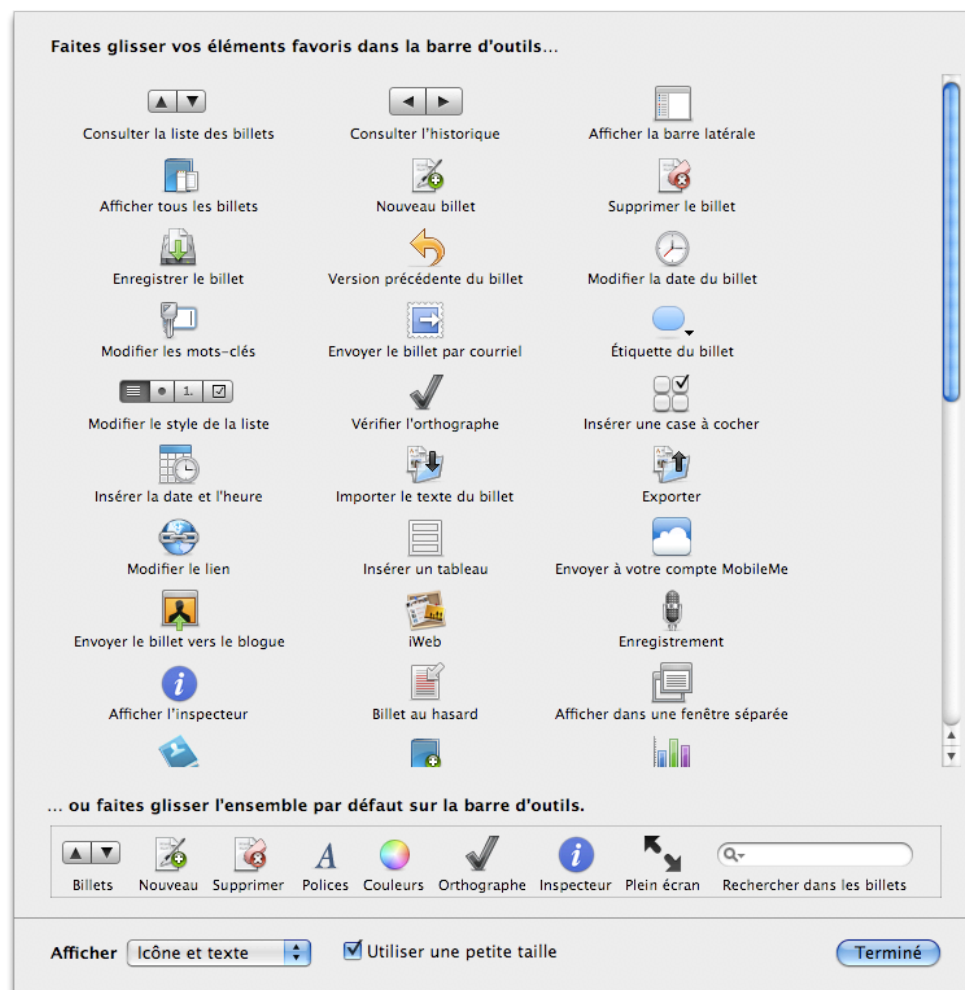 Faites glisser vos éléments favoris dans la barre d'outils...
Consulter la liste des billets
Consulter l'historique
Afficher la barre latérale
Afficher tous les billets
Nouveau billet
Supprimer le billet
Enregistrer le billet
Version précédente du billet
Modifier la date du billet
Modifier les mots-clés
Envoyer le billet par courriel
Étiquette du billet
1.
Modifier le style de la liste
Vérifier l'orthographe
Insérer une case à cocher
Insérer la date et l'heure
Importer le texte du billet
Exporter
Modifier le lien
Insérer un tableau
Envoyer à votre compte MobileMe
Envoyer le billet vers le blogue
iWeb
Enregistrement
Afficher l'inspecteur
Billet au hasard
Afficher dans une fenêtre séparée
... ou faites glisser l'ensemble par défaut sur la barre d'outils.
Billets
Nouveau
Supprimer
Polices
Couleurs
Orthographe
Inspecteur
Plein écran
Rechercher dans les billets
Afficher
Icône et texte
Utiliser une petite taille
Terminé